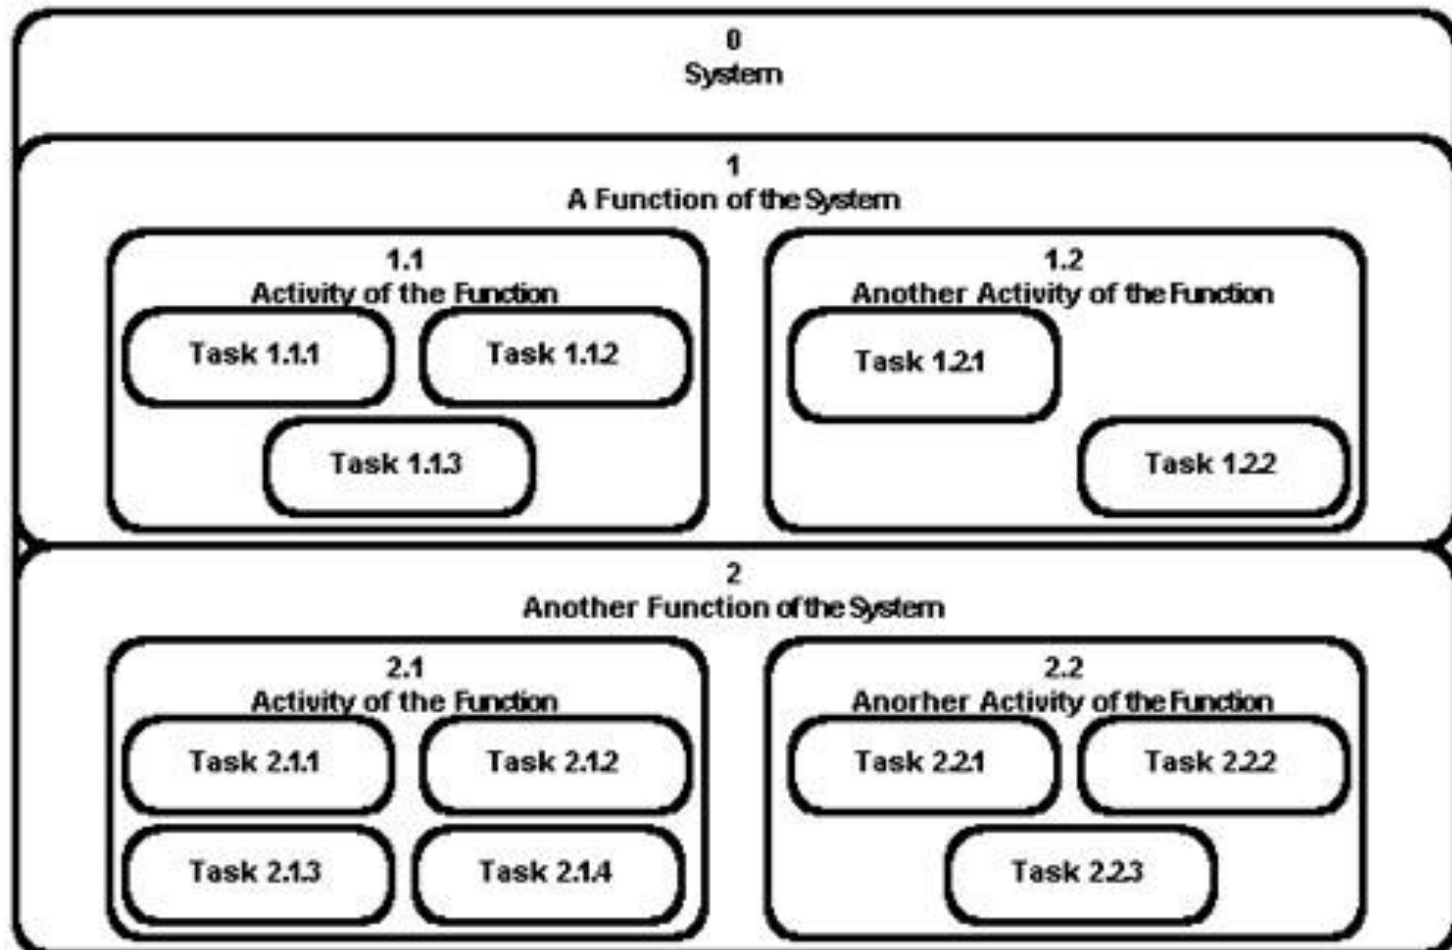 0
System
1
A Function of the System
1.1
Activity of the Function
Task 1.1.1
Task 1.1.2
Task 1.1.3
1.2
Another Activity of the Function
Task 1.2.1
Task 1.2.2
2
Another Function of the System
2.1
Activity of the Function
Task 2.1.1
Task 2.1.2
Task 2.1.3
Task 2.1.4
2.2
Anorher Activity of the Function
Task 2.2.1
Task 2.2.2
Task 2.2.3